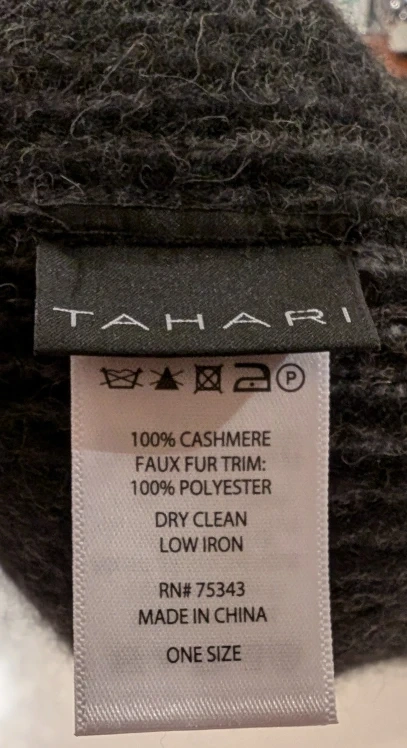 TAHARI
P
100% CASHMERE
FAUX FUR TRIM:
100% POLYESTER
DRY CLEAN
LOW IRON
RN# 75343
MADE IN CHINA
ONE SIZE